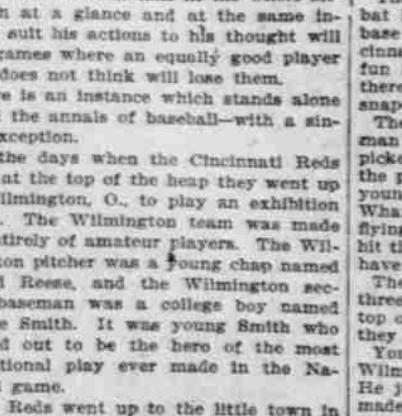 n at a glance and at the same in-
suit his actions to his thought will
games where an equally good player
does not think will lose them.
e is an instance which stands alone
the annals of baseball—with a sin-
xception.
the days when the Cincinnati Reds
at the top of the heap they went up
ilmington, O., to play an exhibition
. The Wilmington team was made
tirely of amateur players. The Wil-
ton pitcher was a young chap named
Reese, and the Wilmington sec-
baseman was a college boy named
e Smith. It was young Smith who
d out to be the hero of the most
tional play ever made in the Na-
l game.
Reds went up to the little town in
bat
base
cinna
fun
there
snap
The
man
picke
the p
youn
Wha
flying
hit t
have
The
three
top o
they
You
Wilm
He j
made